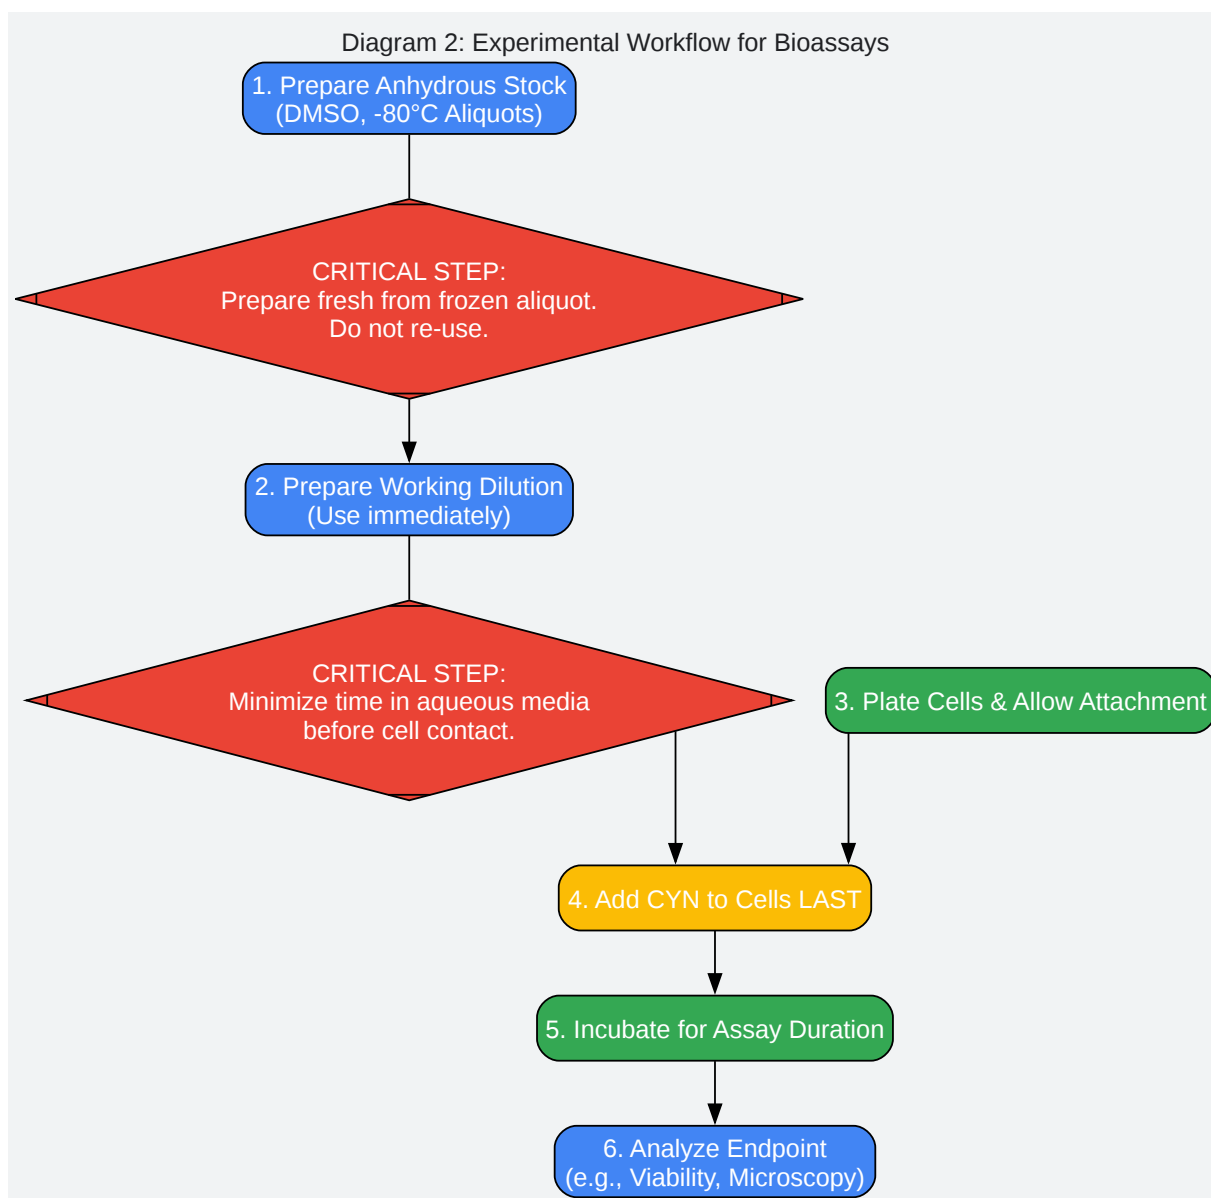 Diagram 2: Experimental Workflow for Bioassays
1. Prepare Anhydrous Stock
(DMSO, -80°C Aliquots)
CRITICAL STEP:
Prepare fresh from frozen aliquot.
Do not re-use.
2. Prepare Working Dilution
(Use immediately)
CRITICAL STEP:
Minimize time in aqueous media
before cell contact.
3. Plate Cells & Allow Attachment
4. Add CYN to Cells LAST
5. Incubate for Assay Duration
6. Analyze Endpoint
(e.g., Viability, Microscopy)